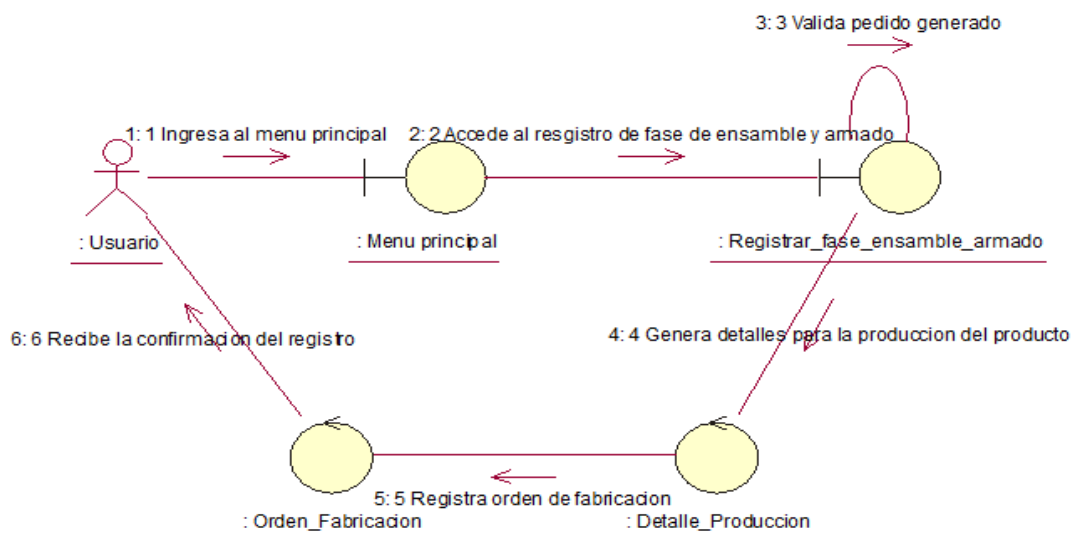 3: 3 Valida pedido generado
1: 1 Ingresa al menu principal
2: 2 Accede al resgistro de fase de ensamble y armado
: Usuario
: Menu principal
: Registrar_fase_ensamble_armado
6: 6 Recibe la confirmacion del registro
4: 4 Genera detalles para la produccion del producto
5: 5 Registra orden de fabricacion
: Orden_Fabricacion
: Detalle_Produccion